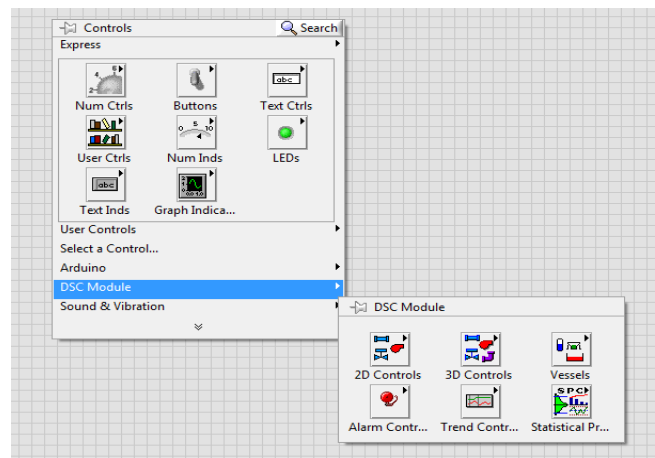 Controls Search
Express
Num Ctrls Buttons Text Ctrls
User Ctrls Num Inds LEDs
Text Inds Graph Indica...
User Controls
Select a Control...
Arduino
DSC Module
Sound & Vibration
DSC Module
2D Controls 3D Controls Vessels
Alarm Contr... Trend Contr... Statistical Pr...